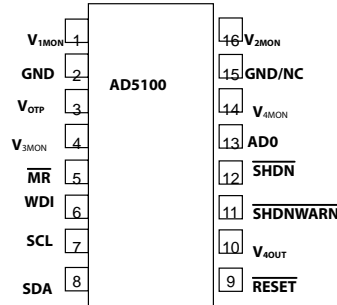 V1MON 1 16 V2MON
GND 2 15 GND/NC
AD5100
VOTP 3 14 V4MON
V3MON 4 13 AD0
MR 5 12 SHDN
WDI 6 11 SHDNWARN
SCL 7 10 V4OUT
SDA 8 9 RESET